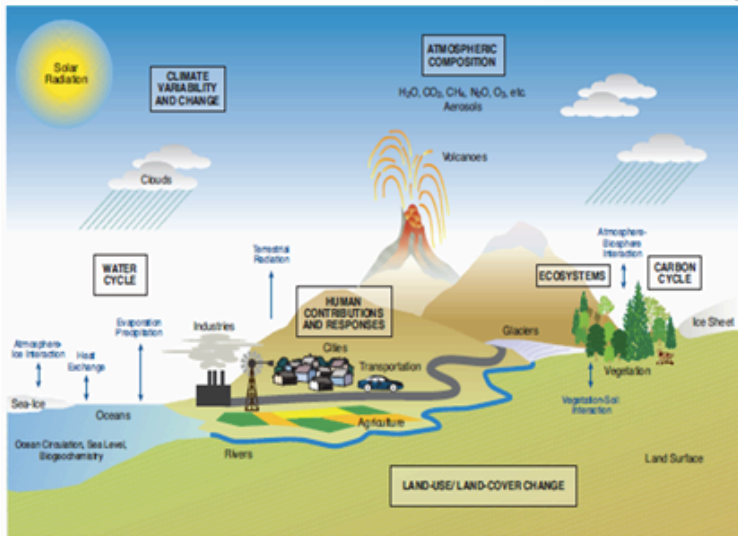 Solar
Radiation
CLIMATE
VARIABILITY
AND CHANGE
ATMOSPHERIC
COMPOSITION
H₂O, CO₂, CH₄, N₂O, O₃, etc.
Aerosols
Volcanoes
Clouds
Atmosphere-
Biosphere
Interaction
Terrestrial
Radiation
WATER
CYCLE
ECOSYSTEMS
CARBON
CYCLE
HUMAN
CONTRIBUTIONS
AND RESPONSES
Evaporation
Precipitation
Industries
Glaciers
Ice Sheet
Atmosphere-
Ice Interaction
Heat
Exchange
Cities
Transportation
Vegetation
Sea-Ice
Oceans
Vegetation-Soil
Interaction
Agriculture
Ocean Circulation, Sea Level,
Biogeochemistry
Rivers
Land Surface
LAND-USE/ LAND-COVER CHANGE